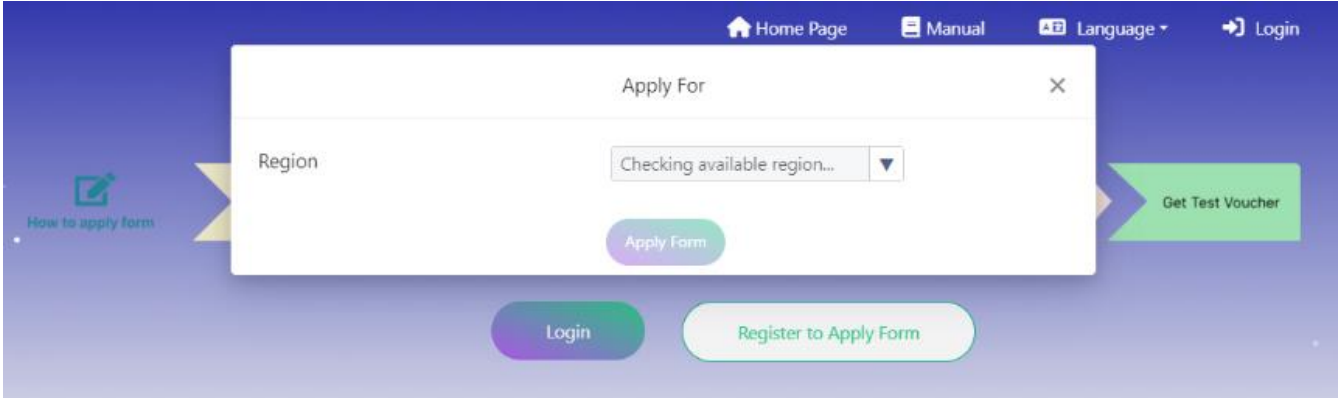 Home Page
Manual
Language
Login
Apply For
Region
Checking available region...
How to apply form
Get Test Voucher
Apply Form
Login
Register to Apply Form